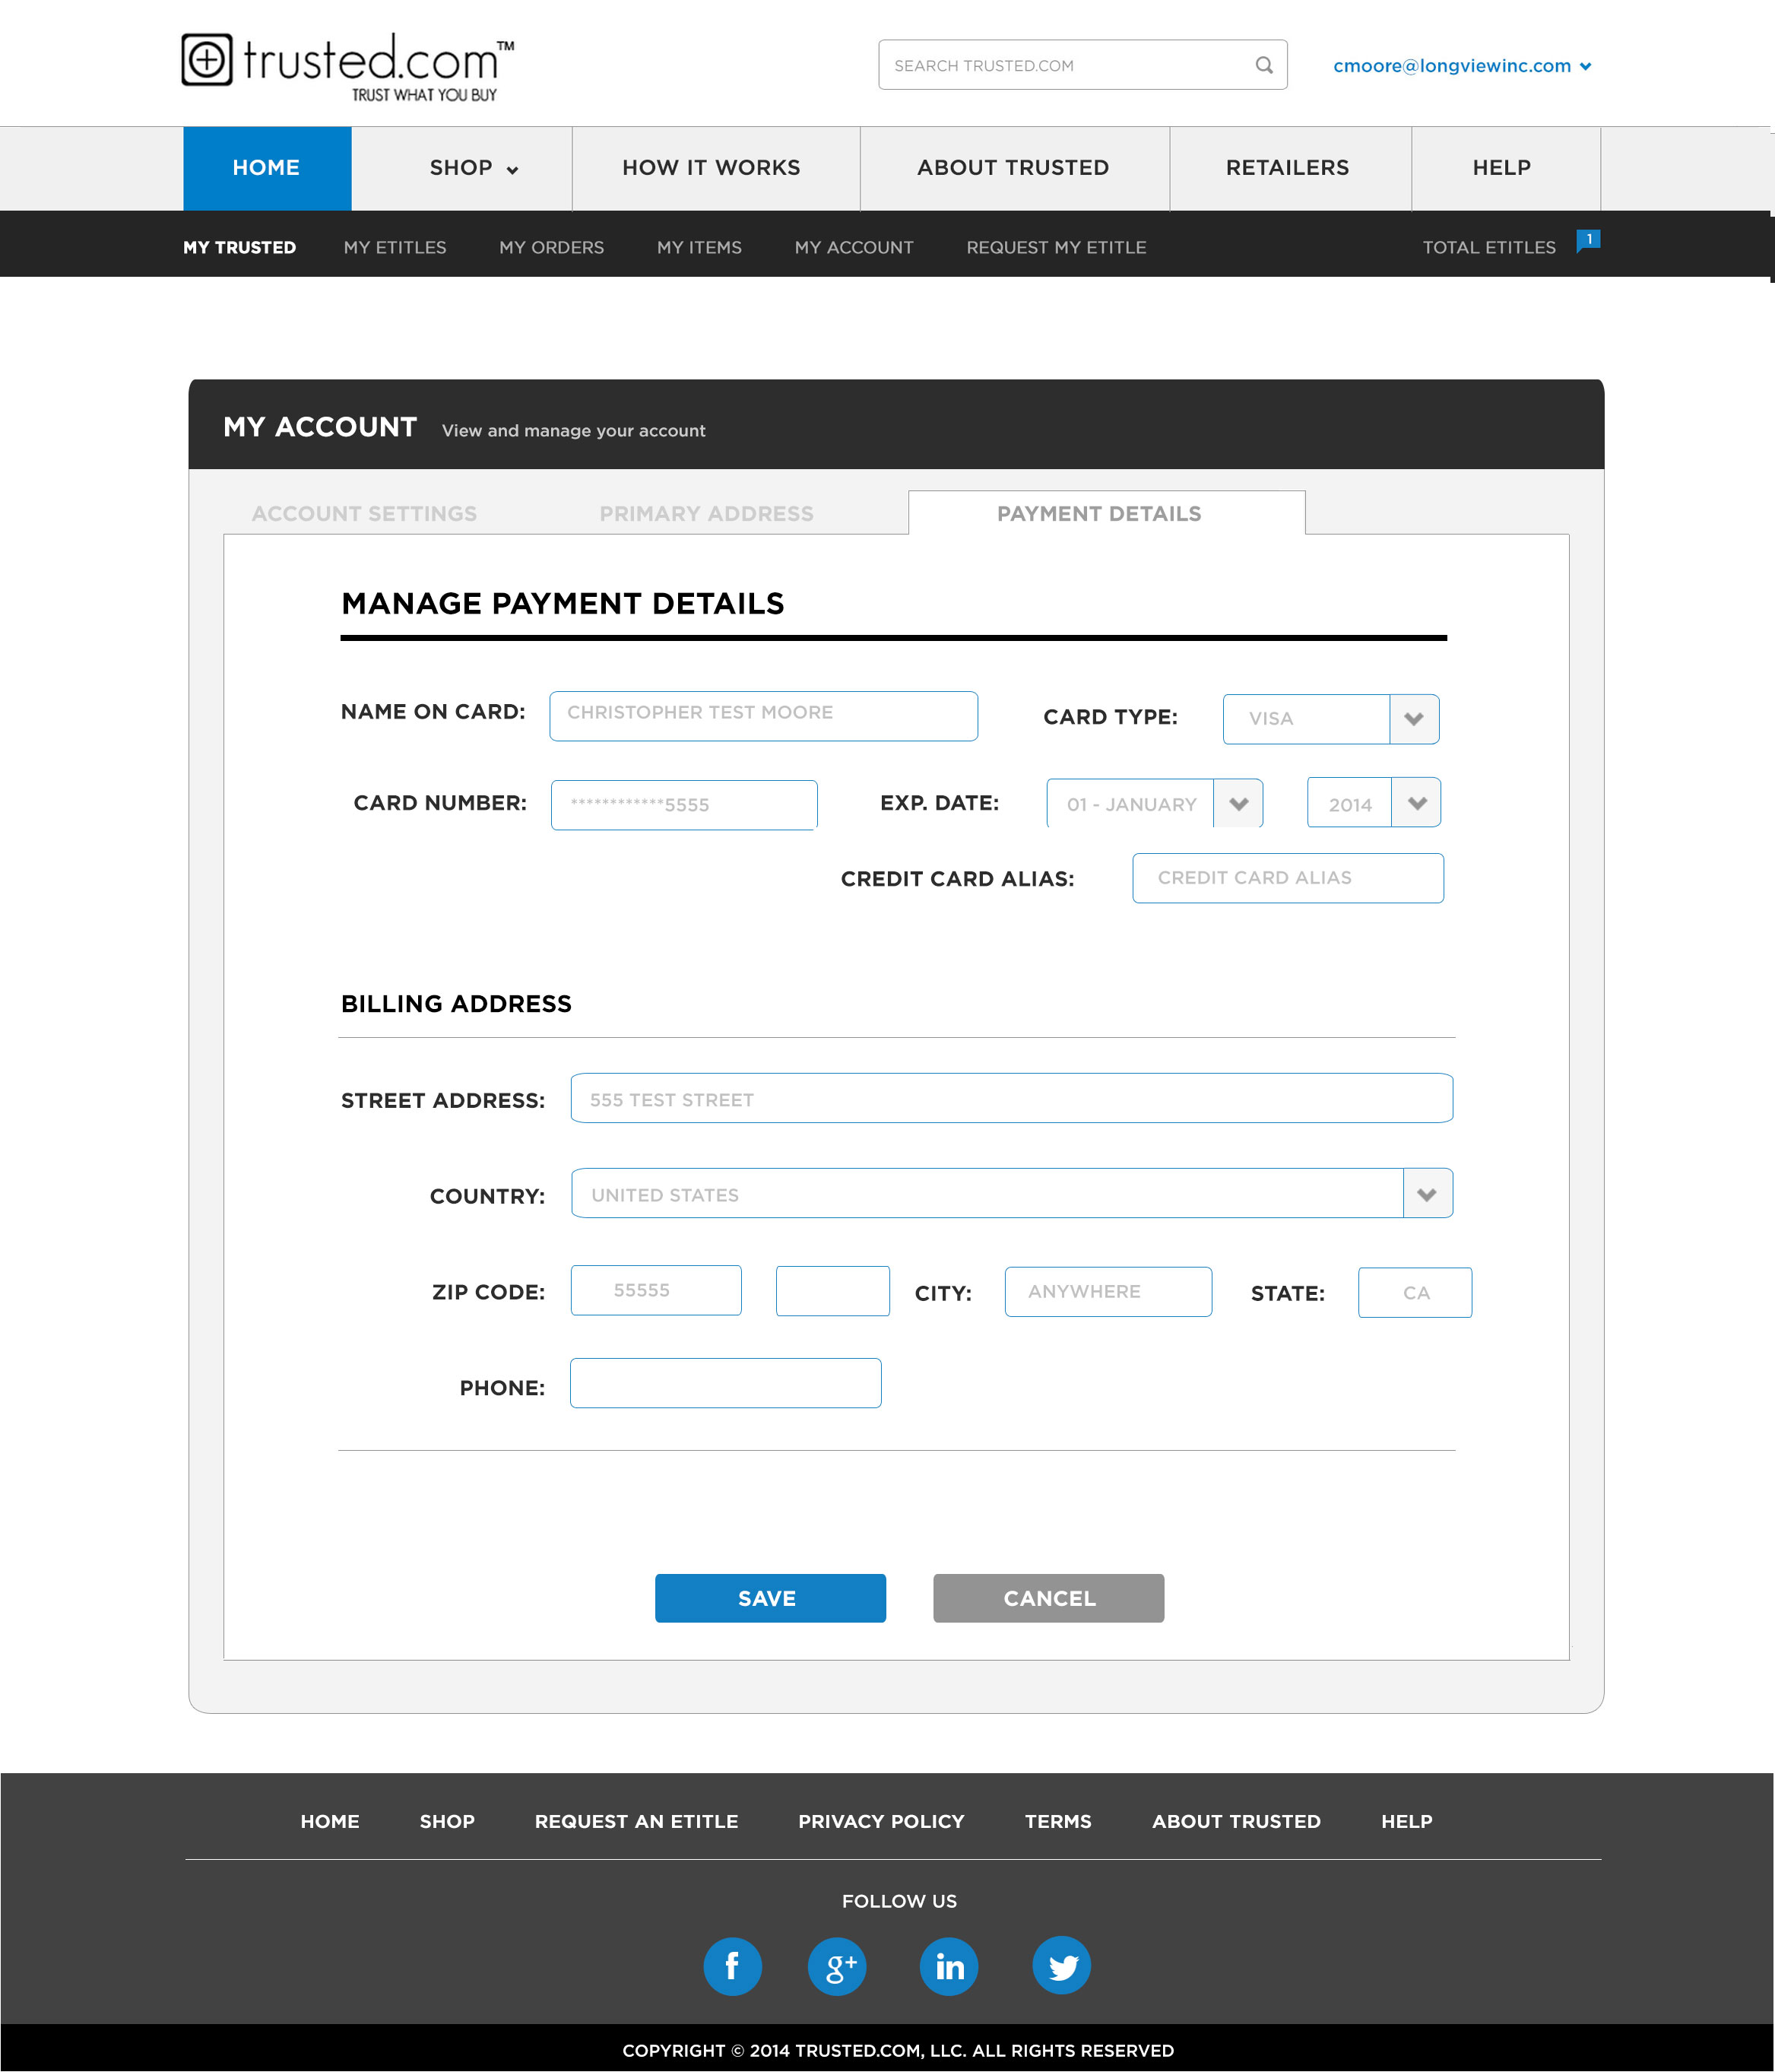 trusted.com™
TRUST WHAT YOU BUY
SEARCH TRUSTED.COM
cmoore@longviewinc.com
HOME SHOP HOW IT WORKS ABOUT TRUSTED RETAILERS HELP
MY TRUSTED MY ETITLES MY ORDERS MY ITEMS MY ACCOUNT REQUEST MY ETITLE TOTAL ETITLES 1
MY ACCOUNT View and manage your account
ACCOUNT SETTINGS PRIMARY ADDRESS PAYMENT DETAILS
MANAGE PAYMENT DETAILS
NAME ON CARD: CHRISTOPHER TEST MOORE CARD TYPE: VISA
CARD NUMBER: ************5555 EXP. DATE: 01 - JANUARY 2014
CREDIT CARD ALIAS: CREDIT CARD ALIAS
BILLING ADDRESS
STREET ADDRESS: 555 TEST STREET
COUNTRY: UNITED STATES
ZIP CODE: 55555 CITY: ANYWHERE STATE: CA
PHONE:
SAVE CANCEL
HOME SHOP REQUEST AN ETITLE PRIVACY POLICY TERMS ABOUT TRUSTED HELP
FOLLOW US
f g+ in
COPYRIGHT © 2014 TRUSTED.COM, LLC. ALL RIGHTS RESERVED